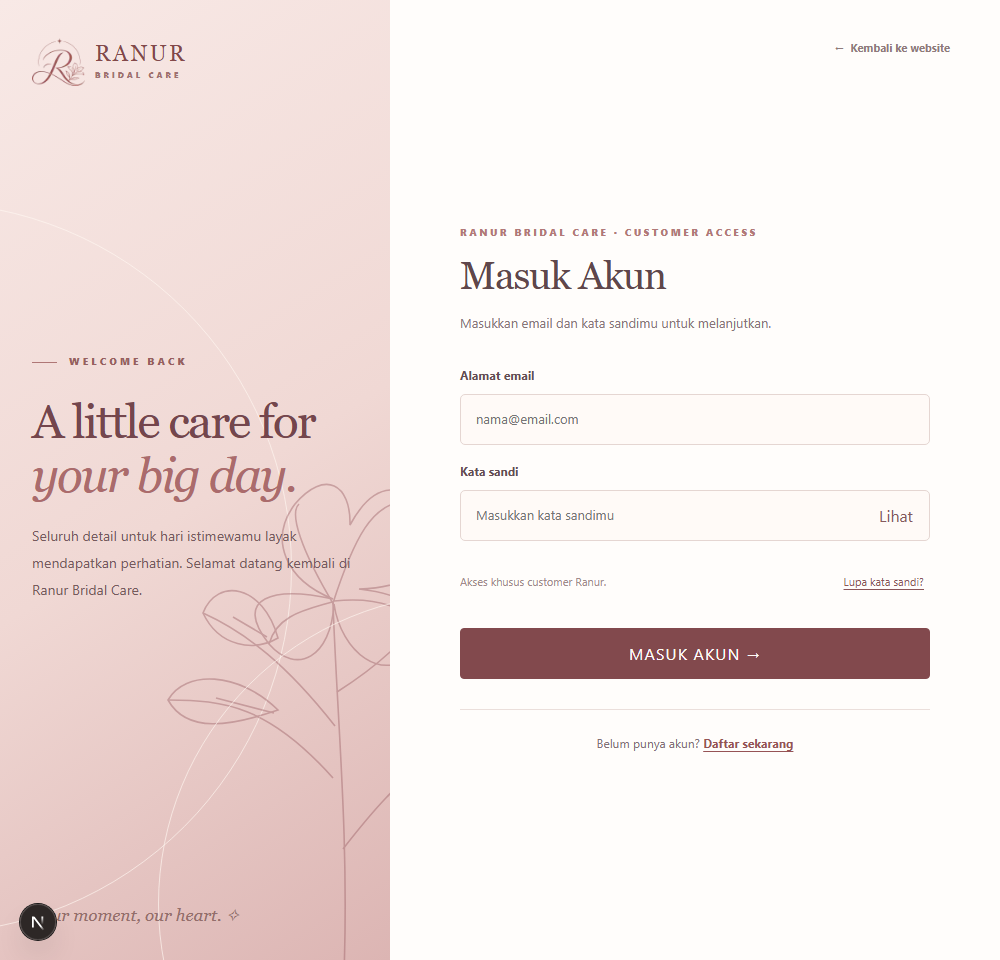 RANUR
BRIDAL CARE
← Kembali ke website
WELCOME BACK
A little care for
your big day.
Seluruh detail untuk hari istimewamu layak
mendapatkan perhatian. Selamat datang kembali di
Ranur Bridal Care.
moment, our heart. ✧
RANUR BRIDAL CARE · CUSTOMER ACCESS
Masuk Akun
Masukkan email dan kata sandimu untuk melanjutkan.
Alamat email
nama@email.com
Kata sandi
Masukkan kata sandimu
Lihat
Akses khusus customer Ranur.
Lupa kata sandi?
MASUK AKUN →
Belum punya akun? Daftar sekarang